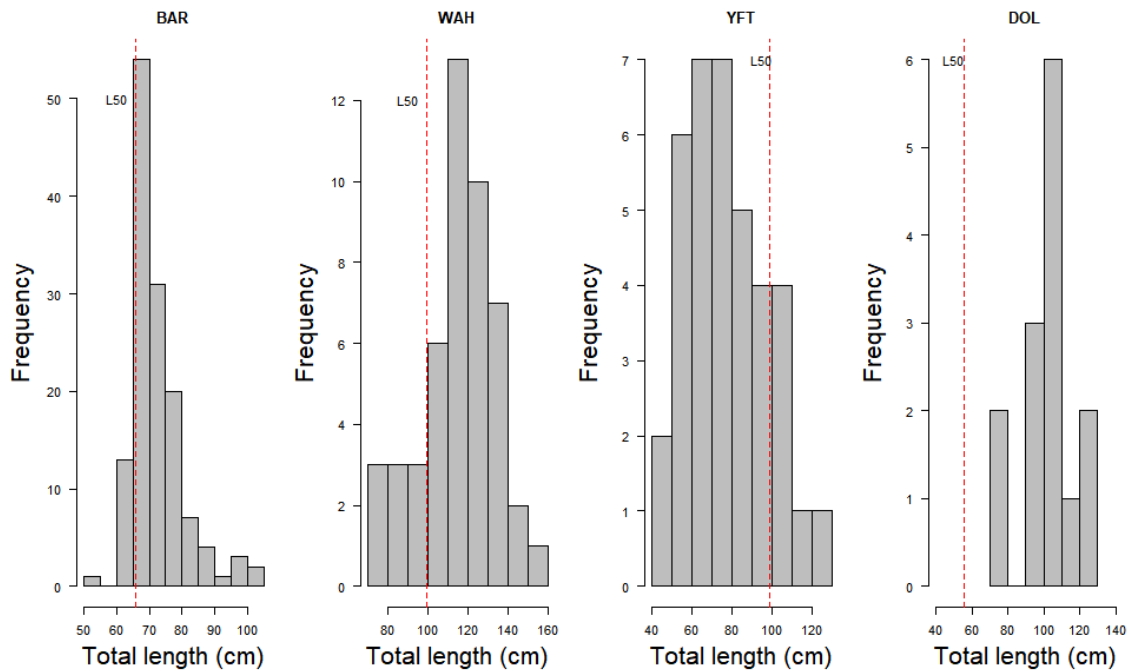 BAR
L50
50
40
30
20
10
0
Frequency
50 60 70 80 90 100
Total length (cm)
WAH
L50
12
10
8
6
4
2
0
Frequency
80 100 120 140 160
Total length (cm)
YFT
L50
7
6
5
4
3
2
1
0
Frequency
40 60 80 100 120
Total length (cm)
DOL
L50
6
5
4
3
2
1
0
Frequency
40 60 80 100 120 140
Total length (cm)